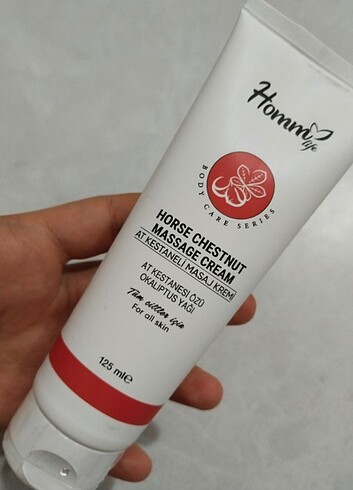 Homm life
BODY CARE SERIES
HORSE CHESTNUT
MASSAGE CREAM
AT KESTANELİ MASAJ KREMİ
AT KESTANESİ ÖZÜ
OKALİPTUS YAĞI
Tüm ciltler için
For all skin
125 ml℮